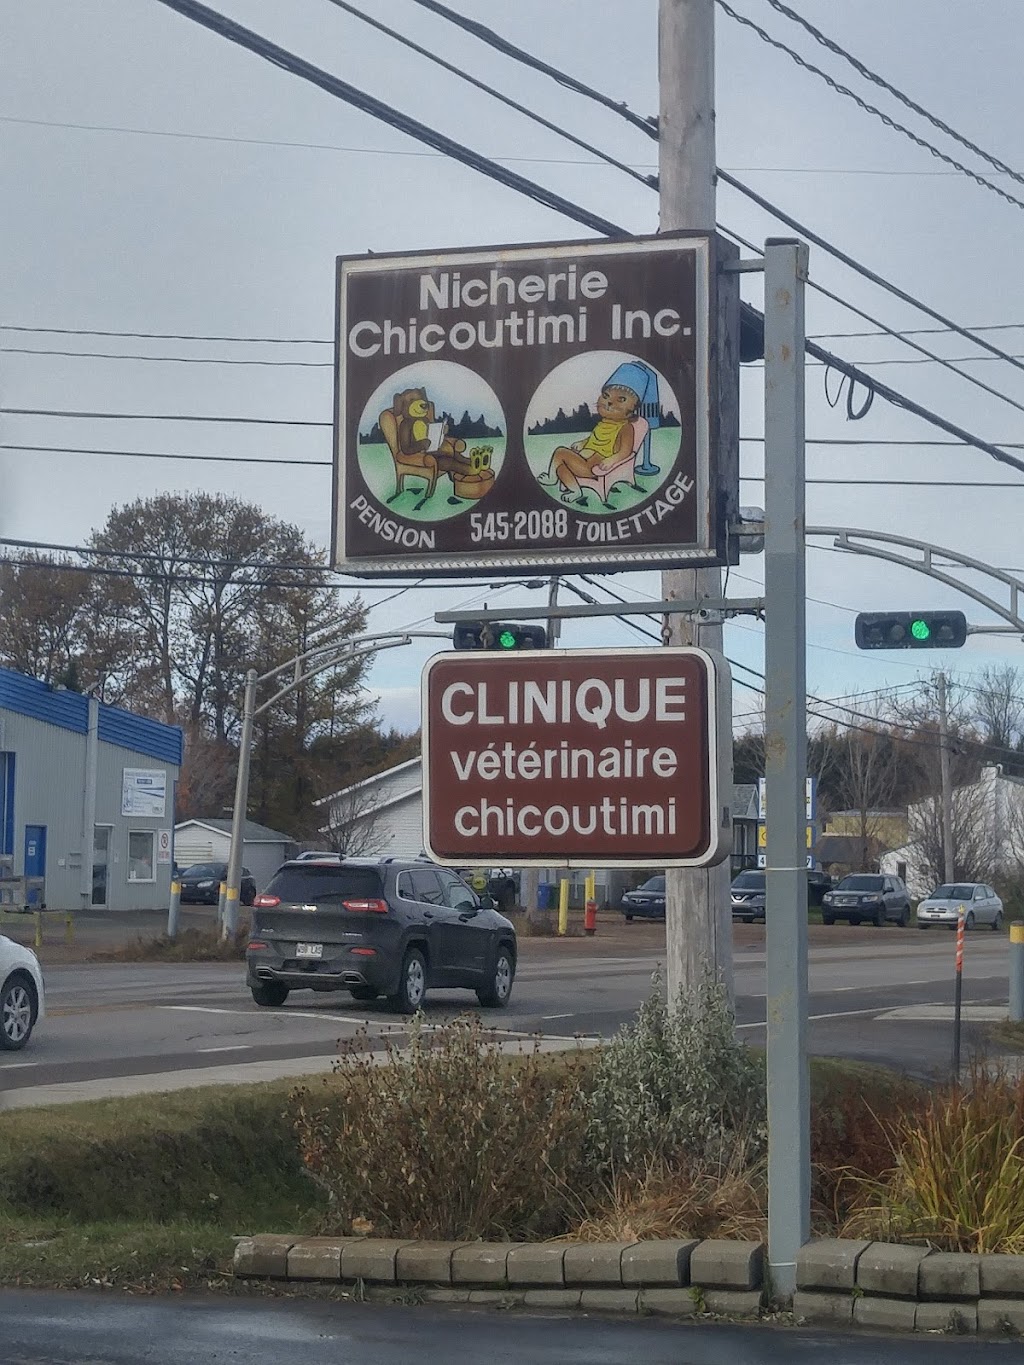 Nicherie
Chicoutimi Inc.
PENSION 545-2088 TOILETTAGE
CLINIQUE
vétérinaire
chicoutimi